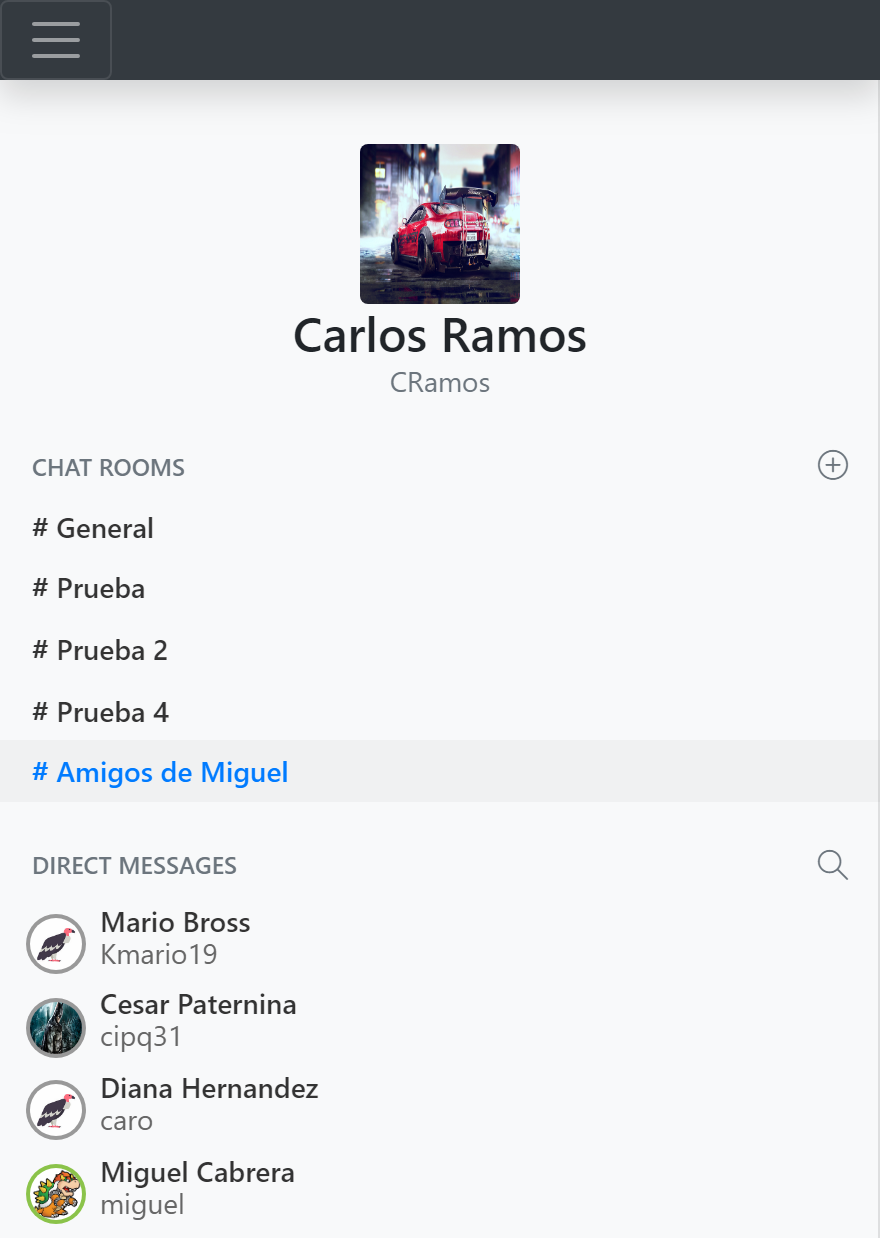 Carlos Ramos
CRamos
CHAT ROOMS
# General
# Prueba
# Prueba 2
# Prueba 4
# Amigos de Miguel
DIRECT MESSAGES
Mario Bross
Kmario19
Cesar Paternina
cipq31
Diana Hernandez
caro
Miguel Cabrera
miguel